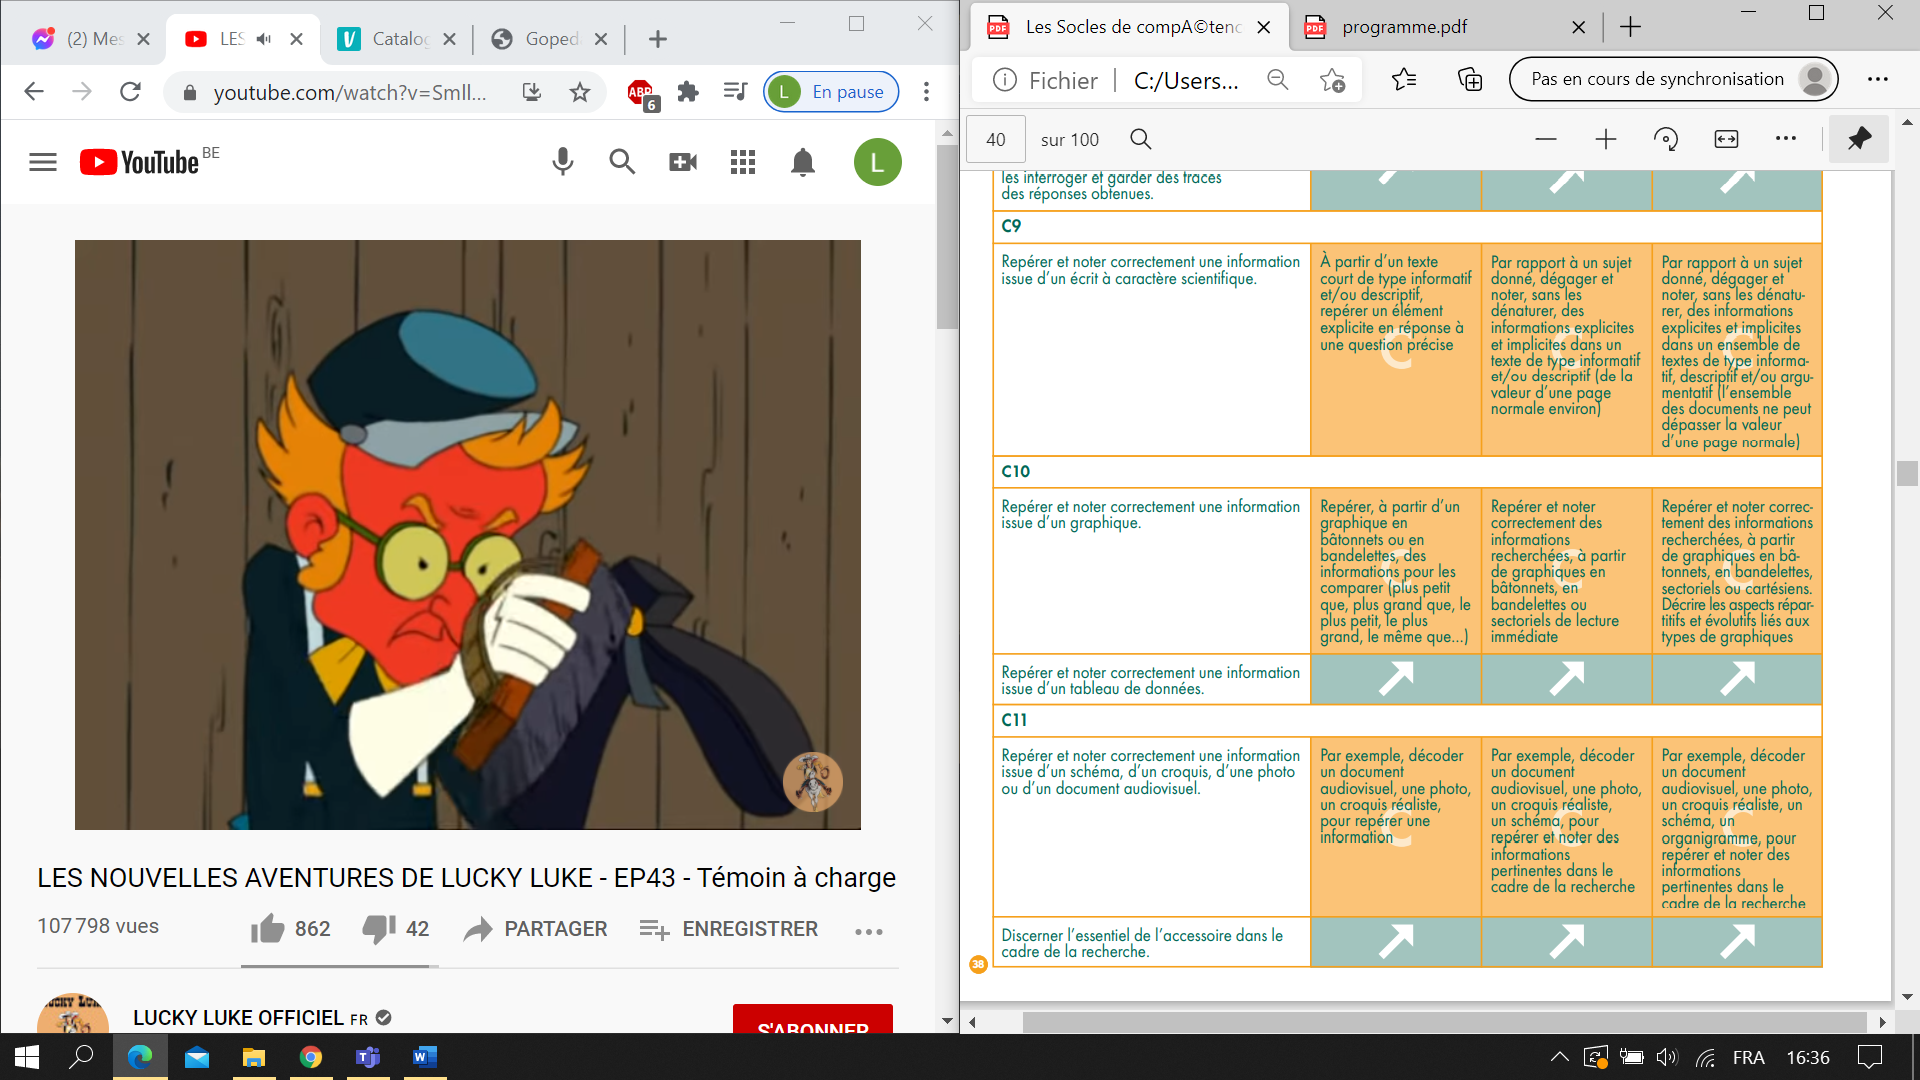 (2) Mes
LES
Catalog
Goped
youtube.com/watch?v=Smll...
ABP
6
L
En pause
YouTube BE
L
LES NOUVELLES AVENTURES DE LUCKY LUKE - EP43 - Témoin à charge
107 798 vues
862
42
PARTAGER
ENREGISTRER
LUCKY LUKE OFFICIEL FR
S'ABONNER
Les Socles de compA©tenc
programme.pdf
Fichier
C:/Users...
Pas en cours de synchronisation
40
sur 100
les interroger et garder des traces
des réponses obtenues.
C9
Repérer et noter correctement une information
issue d'un écrit à caractère scientifique.
À partir d'un texte
court de type informatif
et/ou descriptif,
repérer un élément
explicite en réponse à
une question précise
C
Par rapport à un sujet
donné, dégager et
noter, sans les
dénaturer, des
informations explicites
et implicites dans un
texte de type informatif
et/ou descriptif (de la
valeur d'une page
normale environ)
C
Par rapport à un sujet
donné, dégager et
noter, sans les dénatu-
rer, des informations
explicites et implicites
dans un ensemble de
textes de type informa-
tif, descriptif et/ou argu-
mentatif (l'ensemble
des documents ne peut
dépasser la valeur
d'une page normale)
C
C10
Repérer et noter correctement une information
issue d'un graphique.
Repérer, à partir d'un
graphique en
bâtonnets ou en
bandelettes, des
informations pour les
comparer (plus petit
que, plus grand que, le
plus petit, le plus
grand, le même que...)
C
Repérer et noter
correctement des
informations
recherchées, à partir
de graphiques en
bâtonnets, en
bandelettes ou
sectoriels de lecture
immédiate
C
Repérer et noter correc-
tement des informations
recherchées, à partir
de graphiques en bâ-
tonnets, en bandelettes,
sectoriels ou cartésiens.
Décrire les aspects répar-
titifs et évolutifs liés aux
types de graphiques
C
Repérer et noter correctement une information
issue d'un tableau de données.
C11
Repérer et noter correctement une information
issue d'un schéma, d'un croquis, d'une photo
ou d'un document audiovisuel.
Par exemple, décoder
un document
audiovisuel, une photo,
un croquis réaliste,
pour repérer une
information
C
Par exemple, décoder
un document
audiovisuel, une photo,
un croquis réaliste,
un schéma, pour
repérer et noter des
informations
pertinentes dans le
cadre de la recherche
C
Par exemple, décoder
un document
audiovisuel, une photo,
un croquis réaliste, un
schéma, un
organigramme, pour
repérer et noter des
informations
pertinentes dans le
cadre de la recherche
C
Discerner l'essentiel de l'accessoire dans le
cadre de la recherche.
38
FRA
16:36